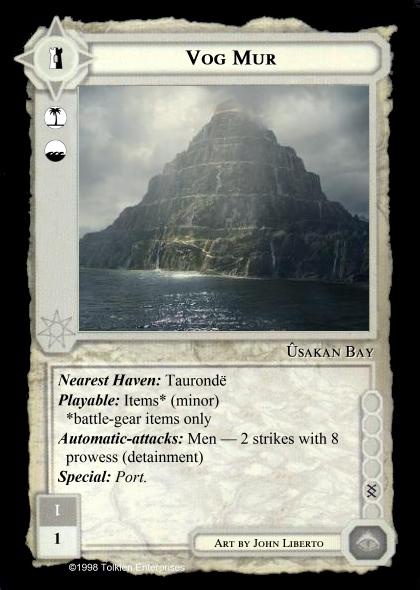 Vog Mur
Ûsakan Bay
Nearest Haven: Taurondë
Playable: Items* (minor)
*battle-gear items only
Automatic-attacks: Men — 2 strikes with 8
prowess (detainment)
Special: Port.
I
1
Art by John Liberto
©1998 Tolkien Enterprises